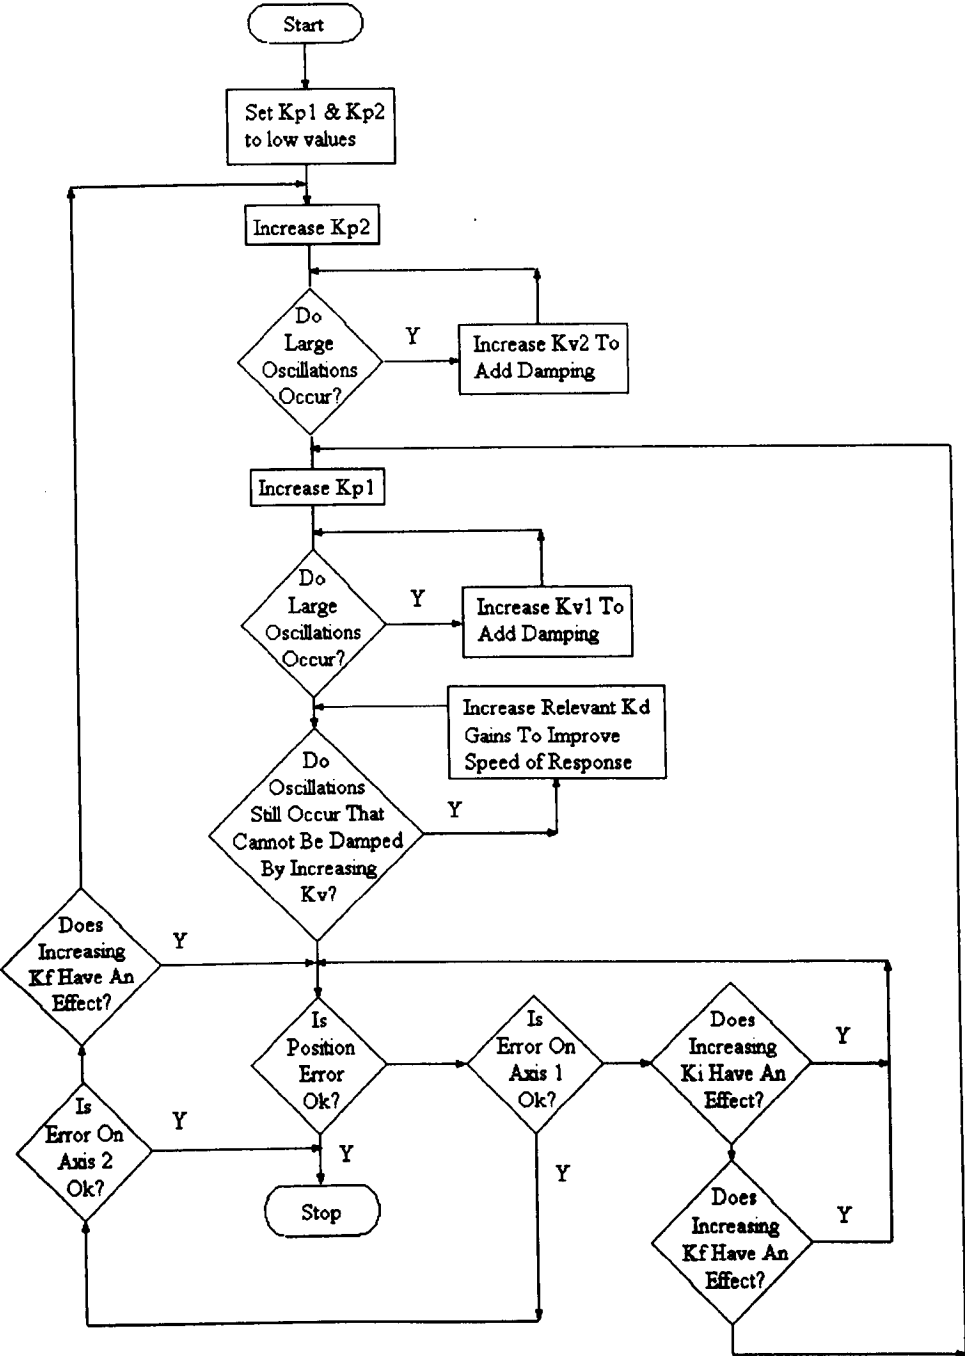 Start
Set Kp1 & Kp2
to low values
Increase Kp2
Do
Large
Oscillations
Occur?
Y
Increase Kv2 To
Add Damping
Increase Kp1
Do
Large
Oscillations
Occur?
Y
Increase Kv1 To
Add Damping
Increase Relevant Kd
Gains To Improve
Speed of Response
Do
Oscillations
Still Occur That
Cannot Be Damped
By Increasing
Kv?
Y
Does
Increasing
Kf Have An
Effect?
Y
Is
Position
Error
Ok?
Y
Is
Error On
Axis 1
Ok?
Y
Does
Increasing
Ki Have An
Effect?
Y
Is
Error On
Axis 2
Ok?
Y
Stop
Does
Increasing
Kf Have An
Effect?
Y